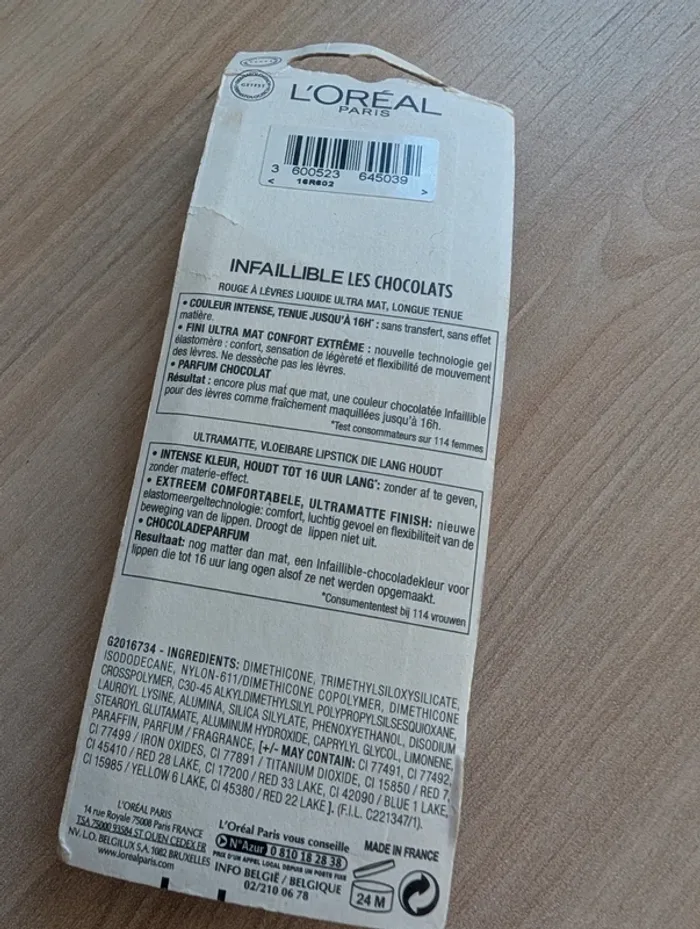 L'ORÉAL
PARIS
3 600523 645039
< 16R602 >
INFAILLIBLE LES CHOCOLATS
ROUGE À LÈVRES LIQUIDE ULTRA MAT, LONGUE TENUE
• COULEUR INTENSE, TENUE JUSQU'À 16H* : sans transfert, sans effet
matière.
• FINI ULTRA MAT CONFORT EXTRÊME : nouvelle technologie gel
élastomère : confort, sensation de légèreté et flexibilité de mouvement
des lèvres. Ne dessèche pas les lèvres.
• PARFUM CHOCOLAT
Résultat : encore plus mat que mat, une couleur chocolatée Infaillible
pour des lèvres comme fraîchement maquillées jusqu'à 16h.
*Test consommateurs sur 114 femmes
ULTRAMATTE, VLOEIBARE LIPSTICK DIE LANG HOUDT
• INTENSE KLEUR, HOUDT TOT 16 UUR LANG*: zonder af te geven,
zonder materie-effect.
• EXTREEM COMFORTABELE, ULTRAMATTE FINISH: nieuwe
elastomeergeltechnologie: comfort, luchtig gevoel en flexibiliteit van de
beweging van de lippen. Droogt de lippen niet uit.
• CHOCOLADEPARFUM
Resultaat: nog matter dan mat, een Infaillible-chocoladekleur voor
lippen die tot 16 uur lang ogen alsof ze net werden opgemaakt.
*Consumententest bij 114 vrouwen
G2016734 - INGREDIENTS: DIMETHICONE, TRIMETHYLSILOXYSILICATE,
ISODODECANE, NYLON-611/DIMETHICONE COPOLYMER, DIMETHICONE
CROSSPOLYMER, C30-45 ALKYLDIMETHYLSILYL POLYPROPYLSILSESQUIOXANE,
LAUROYL LYSINE, ALUMINA, SILICA SILYLATE, PHENOXYETHANOL, DISODIUM
STEAROYL GLUTAMATE, ALUMINUM HYDROXIDE, CAPRYLYL GLYCOL, LIMONENE,
PARAFFIN, PARFUM / FRAGRANCE, [+/- MAY CONTAIN: CI 77491, CI 77492,
CI 77499 / IRON OXIDES, CI 77891 / TITANIUM DIOXIDE, CI 15850 / RED 7,
CI 45410 / RED 28 LAKE, CI 17200 / RED 33 LAKE, CI 42090 / BLUE 1 LAKE,
CI 15985 / YELLOW 6 LAKE, CI 45380 / RED 22 LAKE ]. (F.I.L. C221347/1).
L'ORÉAL PARIS
14 rue Royale 75008 Paris FRANCE
TSA 75000 93584 ST OUEN CEDEX FR
NV. L.O. BELGILUX S.A. 1082 BRUXELLES
www.lorealparis.com
L'Oréal Paris vous conseille
N°Azur 0 810 18 28 38
PRIX D'UN APPEL LOCAL DEPUIS UN POSTE FIXE
INFO BELGIË / BELGIQUE
02/210 06 78
MADE IN FRANCE
24 M